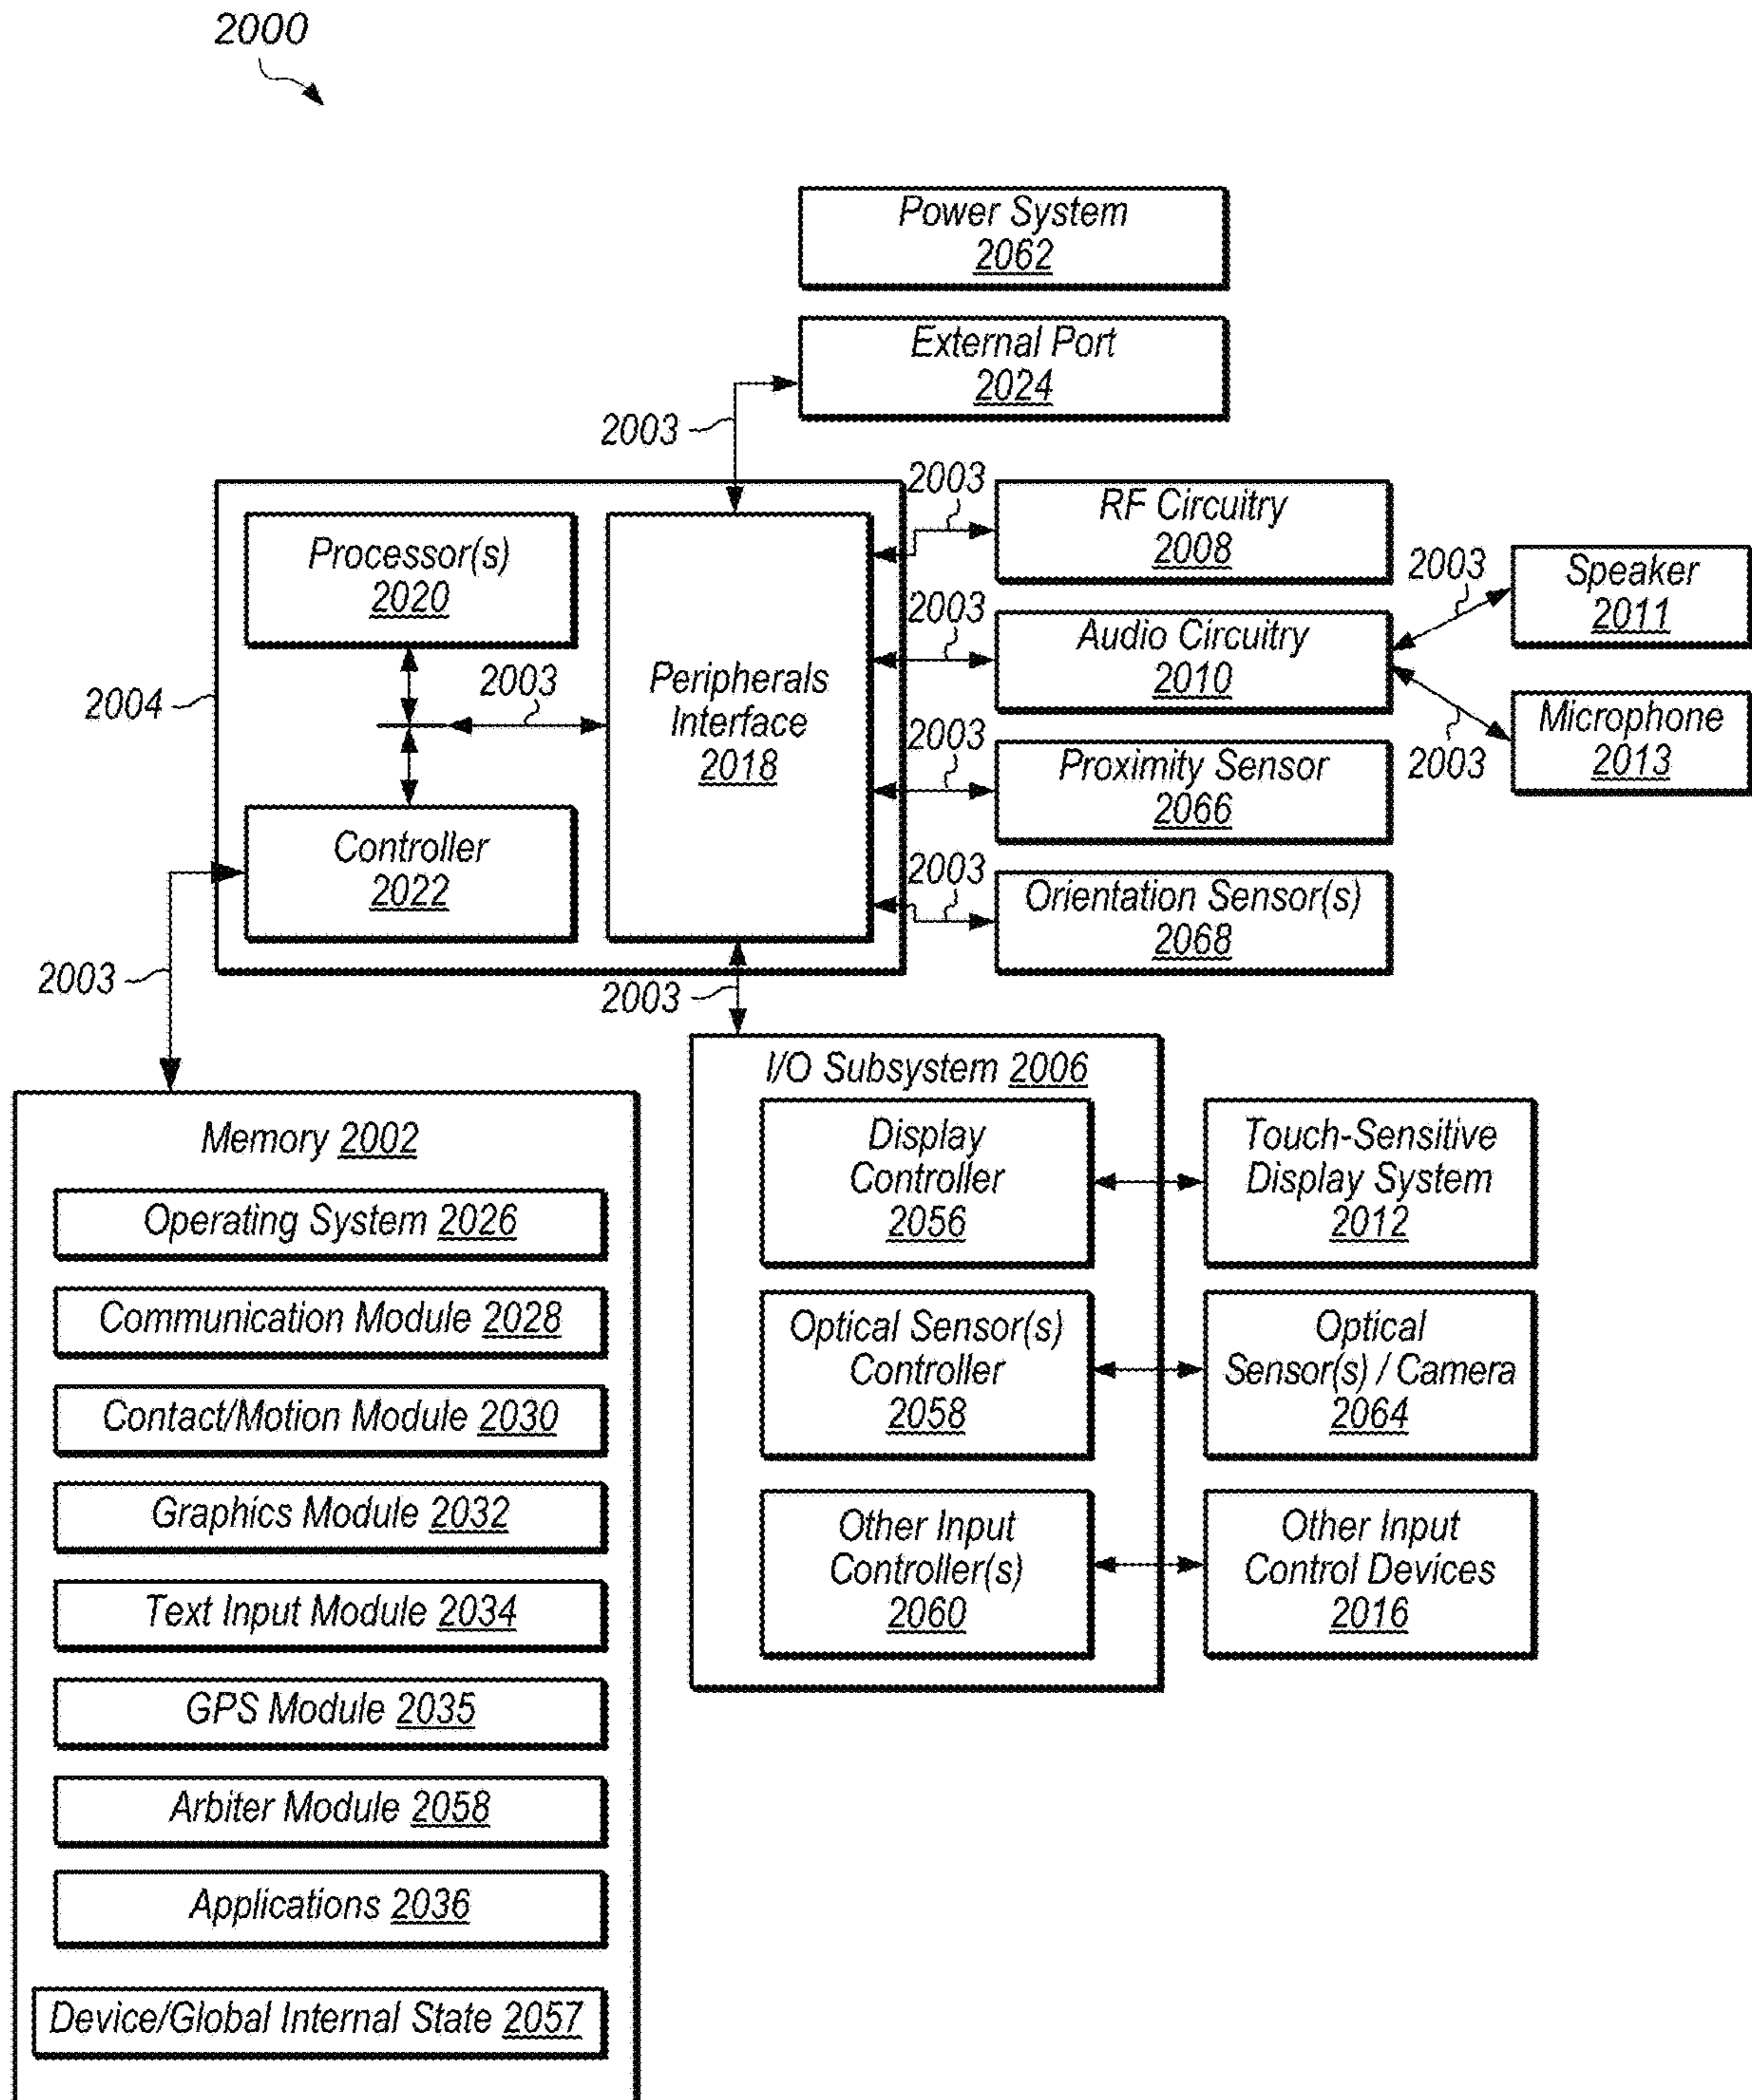 2000
Power System
2062
External Port
2024
2003
2003
RF Circuitry
2008
Processor(s)
2020
2003
Speaker
2011
2003
Audio Circuitry
2010
2004
2003
Peripherals
Interface
2018
Microphone
2013
2003
2003
Proximity Sensor
2066
Controller
2022
2003
Orientation Sensor(s)
2068
2003
2003
I/O Subsystem 2006
Memory 2002
Operating System 2026
Communication Module 2028
Contact/Motion Module 2030
Graphics Module 2032
Text Input Module 2034
GPS Module 2035
Arbiter Module 2058
Applications 2036
Device/Global Internal State 2057
Display
Controller
2056
Touch-Sensitive
Display System
2012
Optical Sensor(s)
Controller
2058
Optical
Sensor(s) / Camera
2064
Other Input
Controller(s)
2060
Other Input
Control Devices
2016